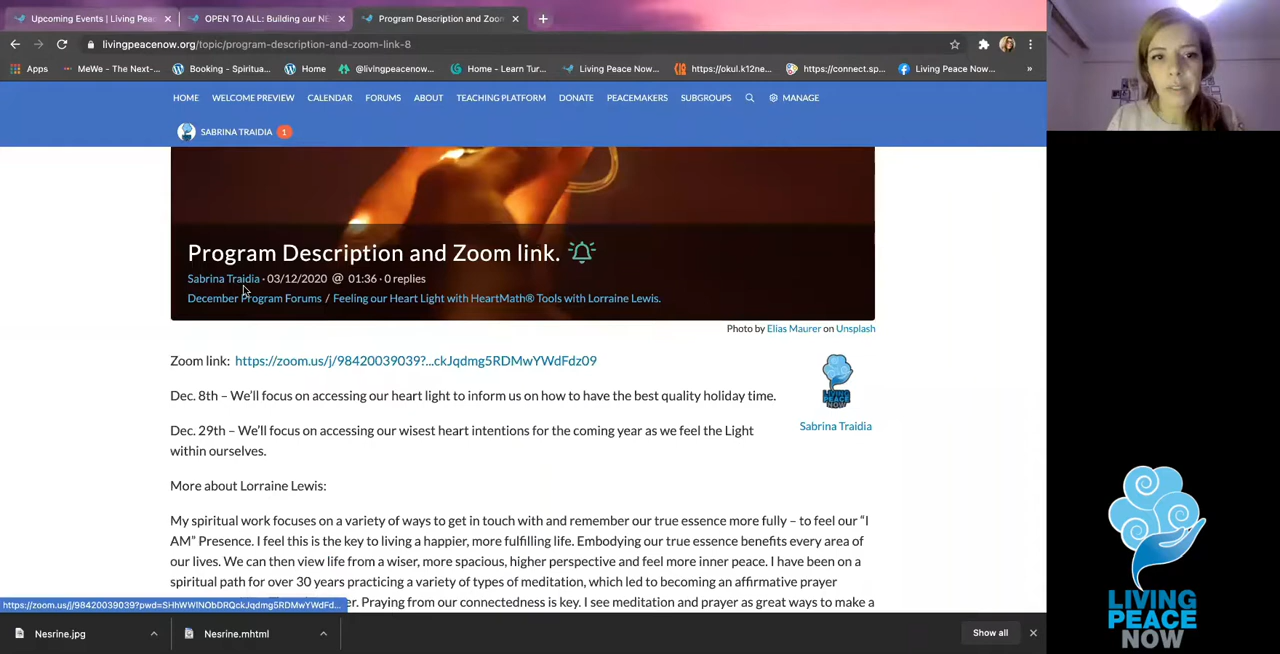 Upcoming Events | Living Pea
OPEN TO ALL: Building our NE
Program Description and Zoom
livingpeacenow.org/topic/program-description-and-zoom-link-8
Apps
MeWe - The Next-...
Booking - Spiritua...
Home
@livingpeacenow...
Home - Learn Tur...
Living Peace Now...
https://okul.k12ne...
https://connect.sp...
Living Peace Now...
»
HOME WELCOME PREVIEW CALENDAR FORUMS ABOUT TEACHING PLATFORM DONATE PEACEMAKERS SUBGROUPS MANAGE
SABRINA TRAIDIA 1
Program Description and Zoom link.
Sabrina Traidia · 03/12/2020 @ 01:36 · 0 replies
December Program Forums / Feeling our Heart Light with HeartMath® Tools with Lorraine Lewis.
Photo by Elias Maurer on Unsplash
Zoom link: https://zoom.us/j/98420039039?...ckJqdmg5RDMwYWdFdz09
Dec. 8th – We'll focus on accessing our heart light to inform us on how to have the best quality holiday time.
LIVING PEACE NOW
Sabrina Traidia
Dec. 29th – We'll focus on accessing our wisest heart intentions for the coming year as we feel the Light
within ourselves.
More about Lorraine Lewis:
My spiritual work focuses on a variety of ways to get in touch with and remember our true essence more fully – to feel our "I
AM" Presence. I feel this is the key to living a happier, more fulfilling life. Embodying our true essence benefits every area of
our lives. We can then view life from a wiser, more spacious, higher perspective and feel more inner peace. I have been on a
spiritual path for over 30 years practicing a variety of types of meditation, which led to becoming an affirmative prayer
er. Praying from our connectedness is key. I see meditation and prayer as great ways to make a
Nesrine.jpg
Nesrine.mhtml
Show all
LIVING
PEACE
NOW